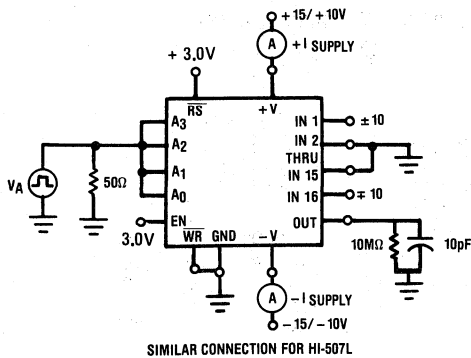 +15/+10V
A
+I SUPPLY
+ 3.0V
RS
+V
A3
A2
A1
A0
EN
WR
GND
-V
IN 1
IN 2
THRU
IN 15
IN 16
OUT
±10
∓10
VA
50Ω
3.0V
10MΩ
10pF
A
-I SUPPLY
-15/-10V
SIMILAR CONNECTION FOR HI-507L